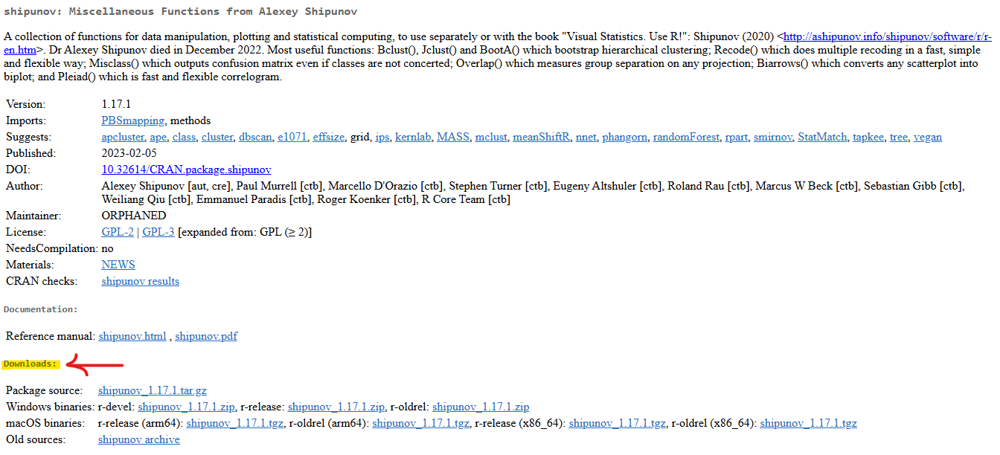 shipunov: Miscellaneous Functions from Alexey Shipunov
A collection of functions for data manipulation, plotting and statistical computing, to use separately or with the book "Visual Statistics. Use R!": Shipunov (2020) <http://ashipunov.info/shipunov/software/r/r-
en.htm>. Dr Alexey Shipunov died in December 2022. Most useful functions: Bclust(), Jclust() and BootA() which bootstrap hierarchical clustering; Recode() which does multiple recoding in a fast, simple
and flexible way; Misclass() which outputs confusion matrix even if classes are not concerted; Overlap() which measures group separation on any projection; Biarrows() which converts any scatterplot into
biplot; and Pleiad() which is fast and flexible correlogram.
Version: 1.17.1
Imports: PBSmapping, methods
Suggests: apcluster, ape, class, cluster, dbscan, e1071, effsize, grid, ips, kernlab, MASS, mclust, meanShiftR, nnet, phangorn, randomForest, rpart, smirnov, StatMatch, tapkee, tree, vegan
Published: 2023-02-05
DOI: 10.32614/CRAN.package.shipunov
Author: Alexey Shipunov [aut, cre], Paul Murrell [ctb], Marcello D'Orazio [ctb], Stephen Turner [ctb], Eugeny Altshuler [ctb], Roland Rau [ctb], Marcus W Beck [ctb], Sebastian Gibb [ctb],
Weiliang Qiu [ctb], Emmanuel Paradis [ctb], Roger Koenker [ctb], R Core Team [ctb]
Maintainer: ORPHANED
License: GPL-2 | GPL-3 [expanded from: GPL (≥ 2)]
NeedsCompilation: no
Materials: NEWS
CRAN checks: shipunov results
Documentation:
Reference manual: shipunov.html , shipunov.pdf
Downloads:
Package source: shipunov_1.17.1.tar.gz
Windows binaries: r-devel: shipunov_1.17.1.zip, r-release: shipunov_1.17.1.zip, r-oldrel: shipunov_1.17.1.zip
macOS binaries: r-release (arm64): shipunov_1.17.1.tgz, r-oldrel (arm64): shipunov_1.17.1.tgz, r-release (x86_64): shipunov_1.17.1.tgz, r-oldrel (x86_64): shipunov_1.17.1.tgz
Old sources: shipunov archive